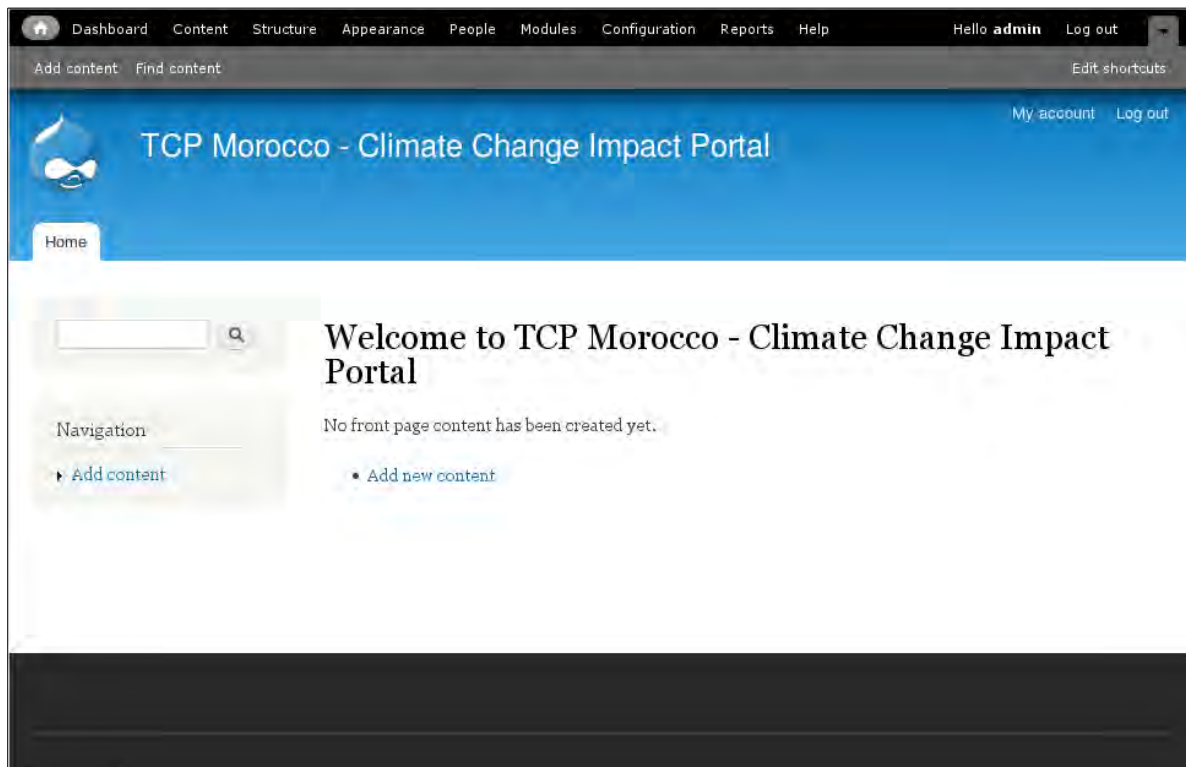 Dashboard Content Structure Appearance People Modules Configuration Reports Help Hello admin Log out
Add content Find content Edit shortcuts
My account Log out
TCP Morocco - Climate Change Impact Portal
Home
Welcome to TCP Morocco - Climate Change Impact
Portal
No front page content has been created yet.
Navigation
Add content
• Add new content